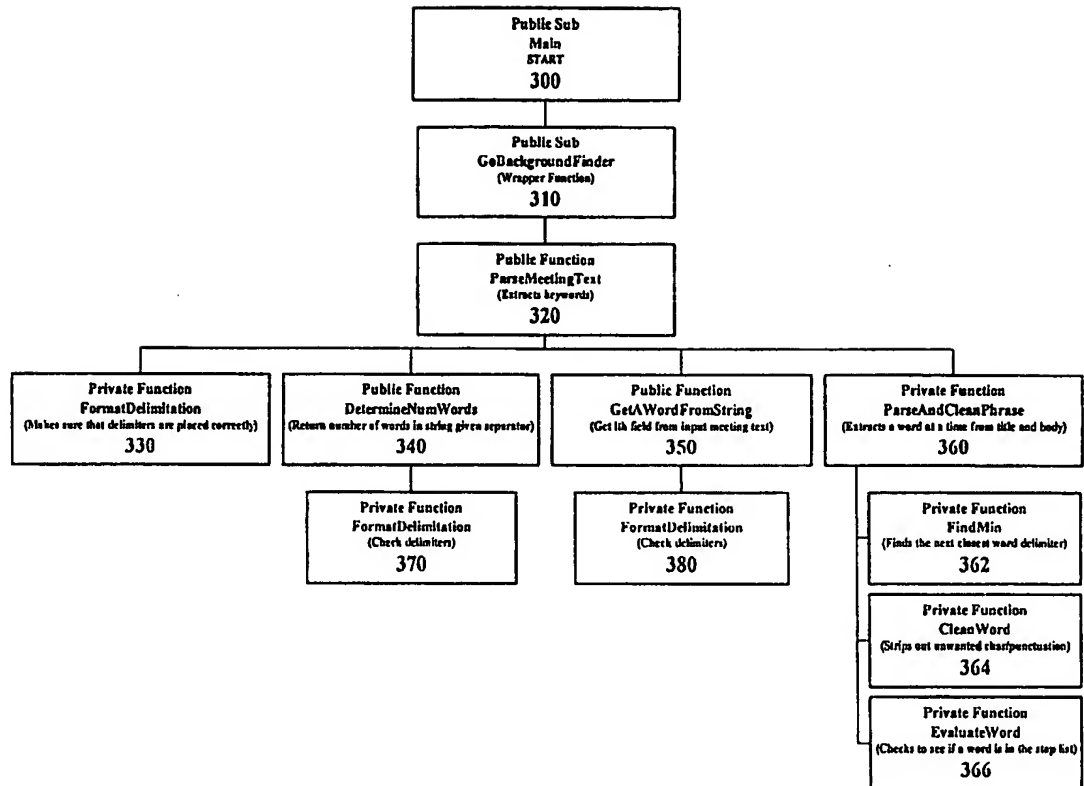 Public Sub
Main
START
300
Public Sub
GoBackgroundFinder
(Wrapper Function)
310
Public Function
ParseMeetingText
(Extracts keywords)
320
Private Function
FormatDelimitation
(Makes sure that delimiters are placed correctly)
330
Public Function
DetermineNumWords
(Return number of words in string given separator)
340
Public Function
GetAWordFromString
(Get Ith field from input meeting text)
350
Private Function
ParseAndCleanPhrase
(Extracts a word at a time from title and body)
360
Private Function
FormatDelimitation
(Check delimiters)
370
Private Function
FormatDelimitation
(Check delimiters)
380
Private Function
FindMin
(Finds the next closest word delimiter)
362
Private Function
CleanWord
(Strips out unwanted char/punctuation)
364
Private Function
EvaluateWord
(Checks to see if a word is in the stop list)
366